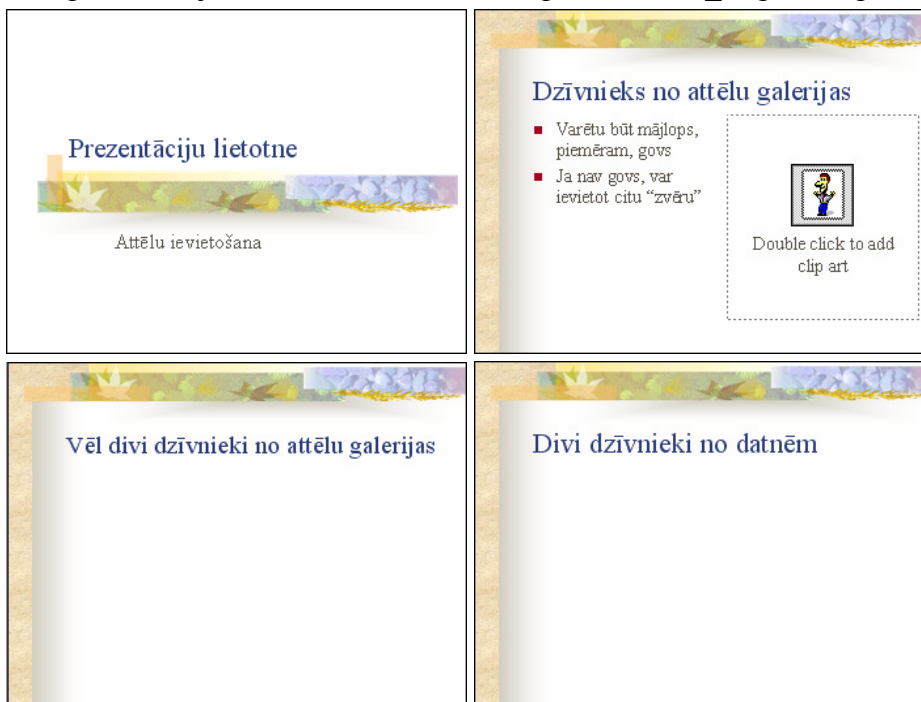 Prezentāciju lietotne
Attēlu ievietošana
Dzīvnieks no attēlu galerijas
Varētu būt mājlops,
piemēram, govs
Ja nav govs, var
ievietot citu “zvēru”
Double click to add
clip art
Vēl divi dzīvnieki no attēlu galerijas
Divi dzīvnieki no datnēm